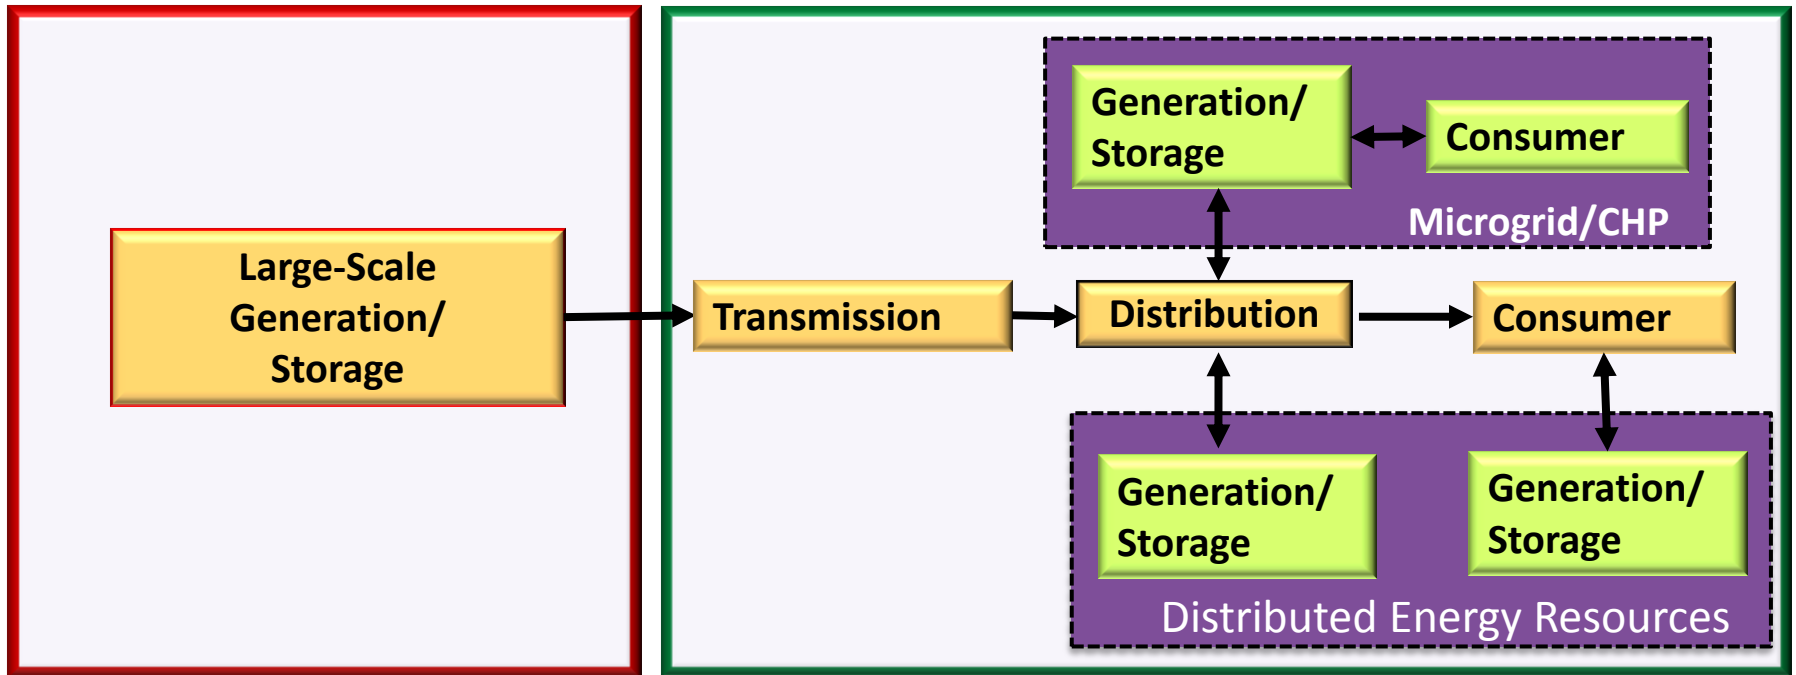 Large-Scale
Generation/
Storage
Transmission
Distribution
Consumer
Generation/
Storage
Consumer
Microgrid/CHP
Generation/
Storage
Generation/
Storage
Distributed Energy Resources